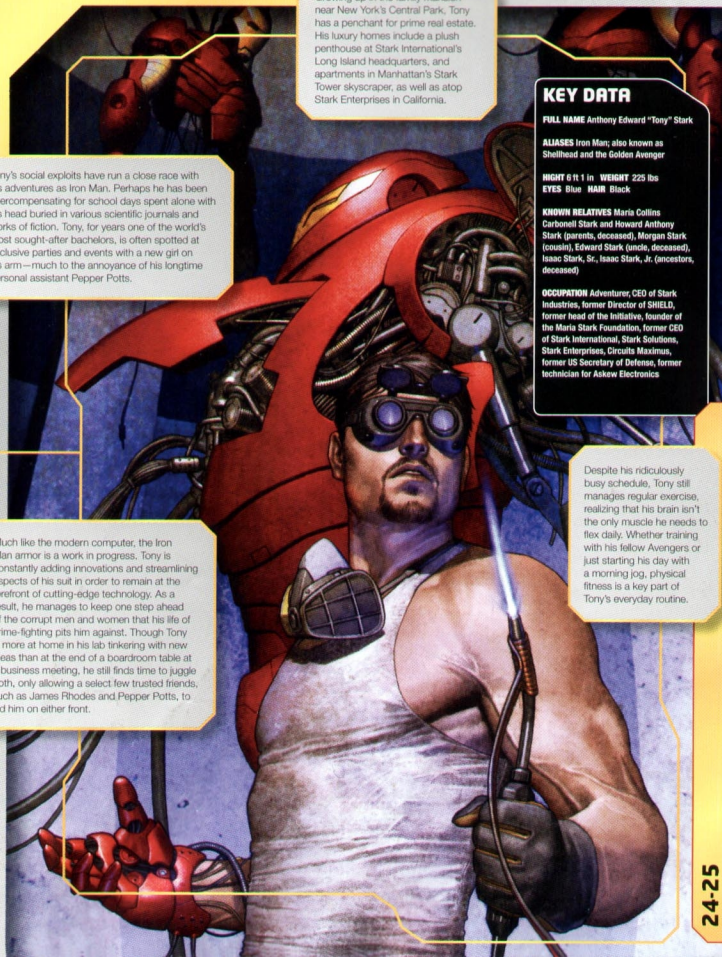 near New York's Central Park, Tony
has a penchant for prime real estate.
His luxury homes include a plush
penthouse at Stark International's
Long Island headquarters, and
apartments in Manhattan's Stark
Tower skyscraper, as well as atop
Stark Enterprises in California.
KEY DATA
FULL NAME Anthony Edward "Tony" Stark
ALIASES Iron Man; also known as
Shellhead and the Golden Avenger
HIGHT 6 ft 1 in WEIGHT 225 lbs
EYES Blue HAIR Black
KNOWN RELATIVES Maria Collins
Carbonell Stark and Howard Anthony
Stark (parents, deceased), Morgan Stark
(cousin), Edward Stark (uncle, deceased),
Isaac Stark, Sr., Isaac Stark, Jr. (ancestors,
deceased)
OCCUPATION Adventurer, CEO of Stark
Industries, former Director of SHIELD,
former head of the Initiative, founder of
the Maria Stark Foundation, former CEO
of Stark International, Stark Solutions,
Stark Enterprises, Circuits Maximus,
former US Secretary of Defense, former
technician for Askew Electronics
ny's social exploits have run a close race with
s adventures as Iron Man. Perhaps he has been
ercompensating for school days spent alone with
s head buried in various scientific journals and
orks of fiction. Tony, for years one of the world's
ost sought-after bachelors, is often spotted at
clusive parties and events with a new girl on
s arm—much to the annoyance of his longtime
ersonal assistant Pepper Potts.
Despite his ridiculously
busy schedule, Tony still
manages regular exercise,
realizing that his brain isn't
the only muscle he needs to
flex daily. Whether training
with his fellow Avengers or
just starting his day with
a morning jog, physical
fitness is a key part of
Tony's everyday routine.
uch like the modern computer, the Iron
an armor is a work in progress. Tony is
onstantly adding innovations and streamlining
spects of his suit in order to remain at the
refront of cutting-edge technology. As a
sult, he manages to keep one step ahead
f the corrupt men and women that his life of
rime-fighting pits him against. Though Tony
more at home in his lab tinkering with new
eas than at the end of a boardroom table at
business meeting, he still finds time to juggle
oth, only allowing a select few trusted friends,
uch as James Rhodes and Pepper Potts, to
d him on either front.
24-25